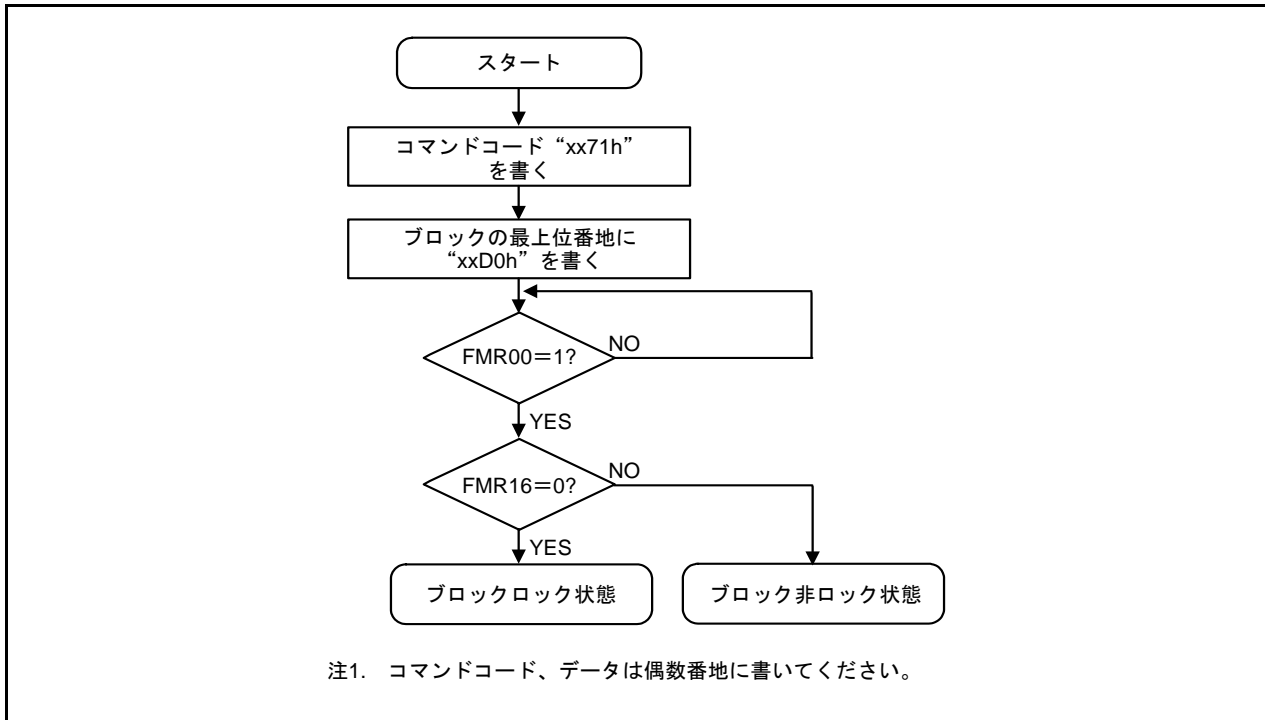 スタート
コマンドコード “xx71h”
を書く
ブロックの最上位番地に
“xxD0h” を書く
FMR00＝1?
NO
YES
FMR16＝0?
NO
YES
ブロックロック状態
ブロック非ロック状態
注1. コマンドコード、データは偶数番地に書いてください。